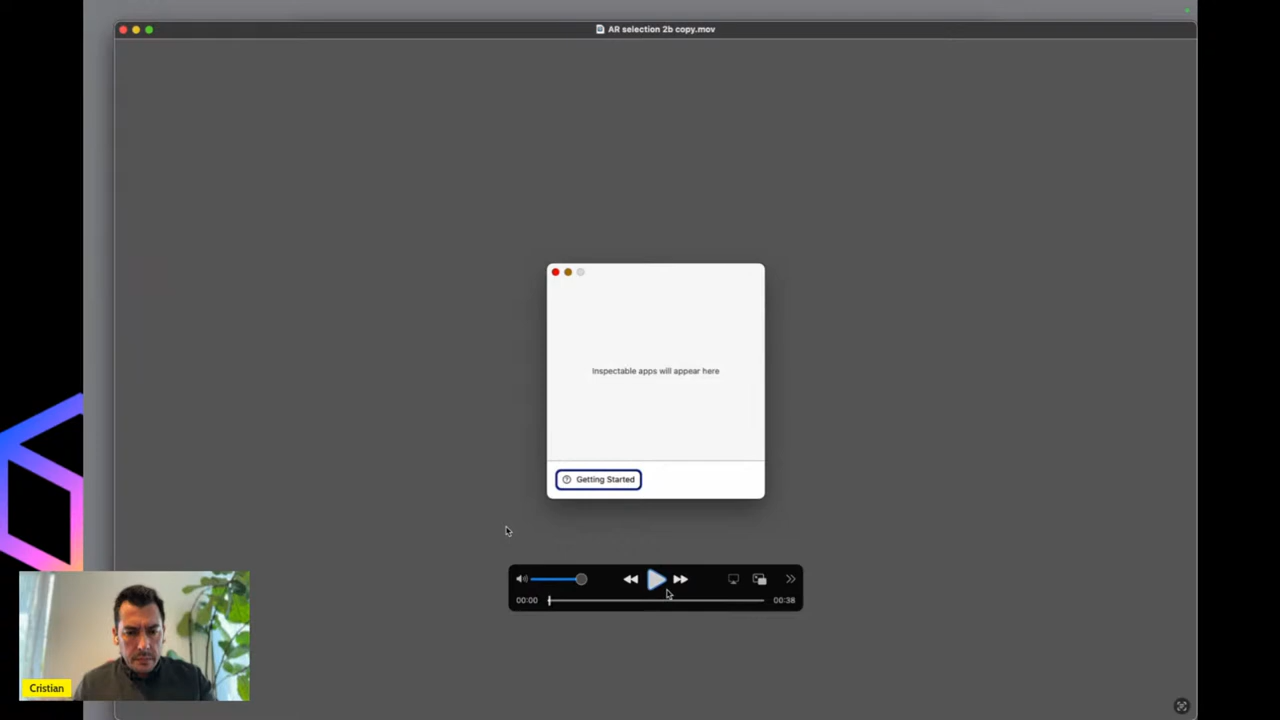 AR selection 2b copy.mov
Inspectable apps will appear here
Getting Started
00:00
00:38
Cristian